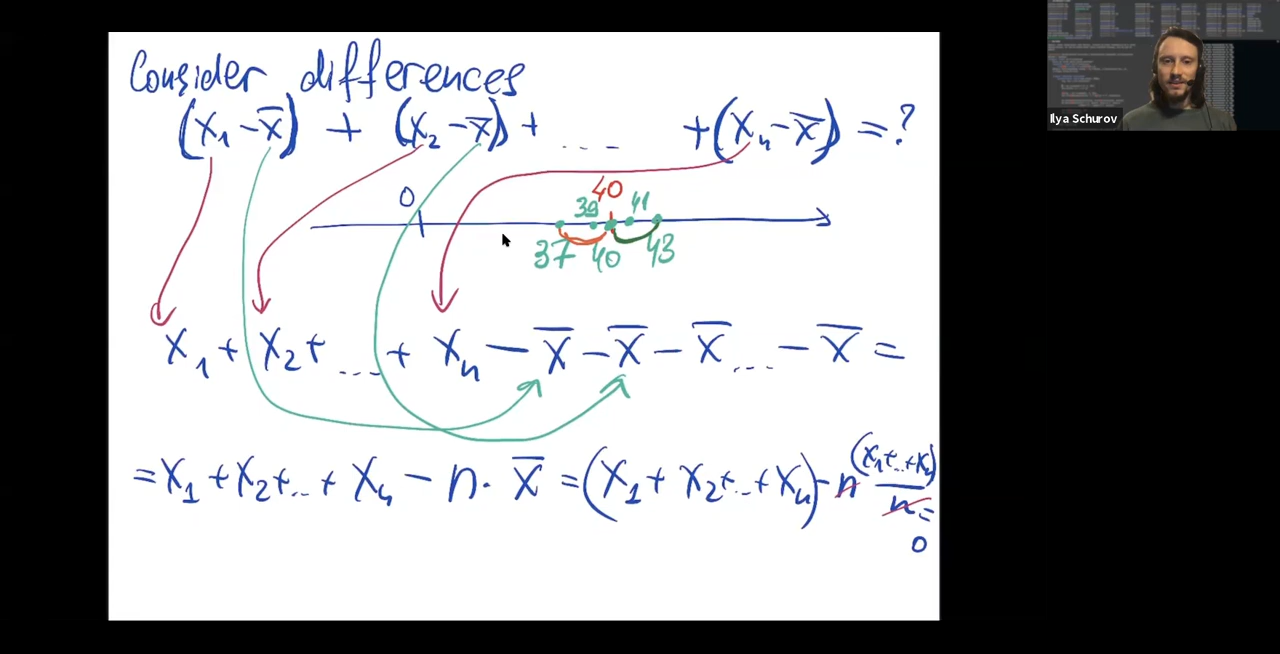 Consider differences
(x₁ - x̄) + (x₂ - x̄) + .... + (xₙ - x̄) = ?
0 39 40 41
37 40 43
x₁ + x₂ + .... + xₙ - x̄ - x̄ - x̄ .... - x̄ =
= x₁ + x₂ + ... + xₙ - n · x̄ = (x₁ + x₂ + ... + xₙ) - n (x₁ + ... + xₙ) / n =
0
Ilya Schurov